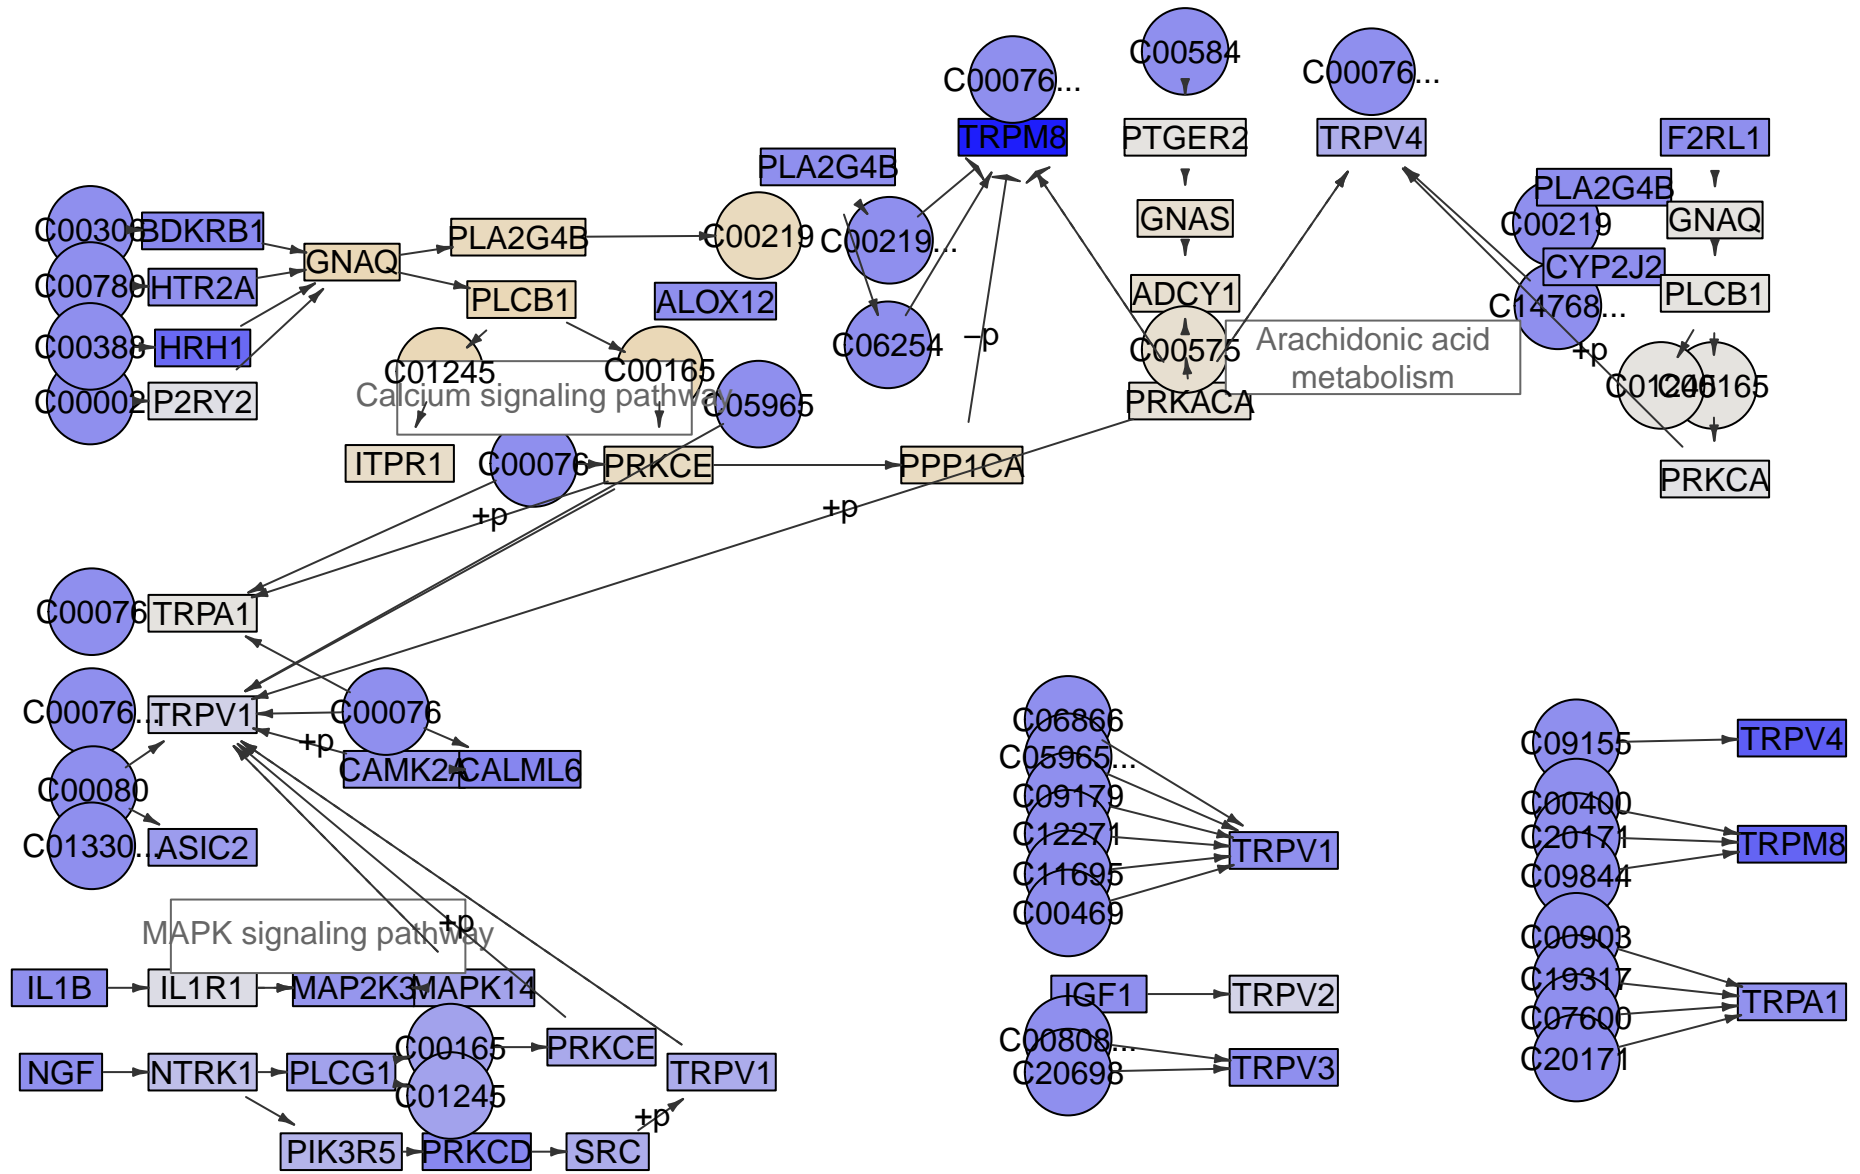 C00584
C00076...
C00076...
TRPM8
PTGER2
TRPV4
F2RL1
PLA2G4B
PLA2G4B
GNAS
GNAQ
C00219
BDKRB1
PLA2G4B
C00219
C00219...
GNAQ
CYP2J2
C00780
HTR2A
PLCB1
ALOX12
ADCY1
PLCB1
C14768...
C00388
HRH1
C06254
–p
C00575
Arachidonic acid
metabolism
+p
C01245
C00165
Calcium signaling pathway
C00002
P2RY2
C05965
PRKACA
ITPR1
C00076
PRKCE
PPP1CA
PRKCA
+p
+p
C00076
TRPA1
C00076...
TRPV1
C00076
+p
CAMK2A
CALML6
C00080
C01330...
ASIC2
C06866
C05965...
C09179
C12271
C11695
C00469
TRPV1
C09155
TRPV4
C00400
C20171
C09844
TRPM8
C00903
C19317
C07600
C20171
TRPA1
+p
MAPK signaling pathway
IL1B
IL1R1
MAP2K3
MAPK14
IGF1
TRPV2
C00808...
C20698
TRPV3
C00165
PRKCE
NGF
NTRK1
PLCG1
TRPV1
C01245
+p
PIK3R5
PRKCD
SRC